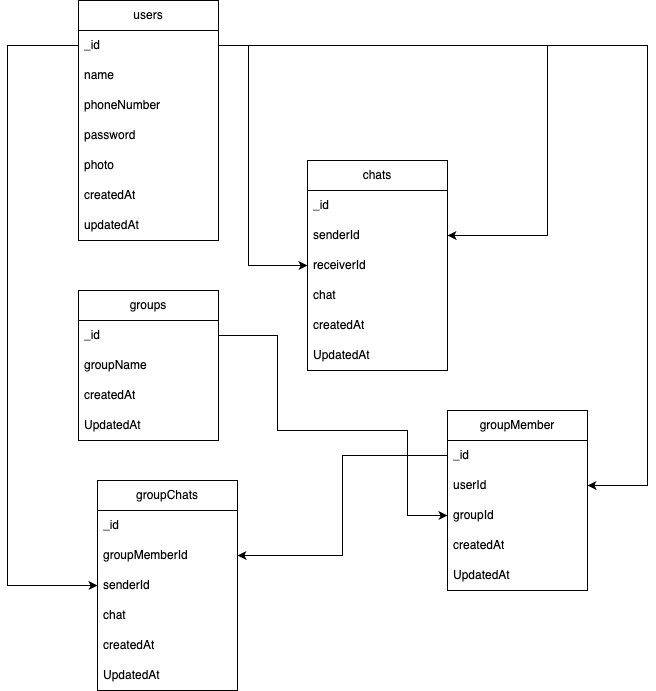 users
_id
name
phoneNumber
password
photo
createdAt
updatedAt
chats
_id
senderId
receiverId
chat
createdAt
UpdatedAt
groups
_id
groupName
createdAt
UpdatedAt
groupMember
_id
userId
groupId
createdAt
UpdatedAt
groupChats
_id
groupMemberId
senderId
chat
createdAt
UpdatedAt